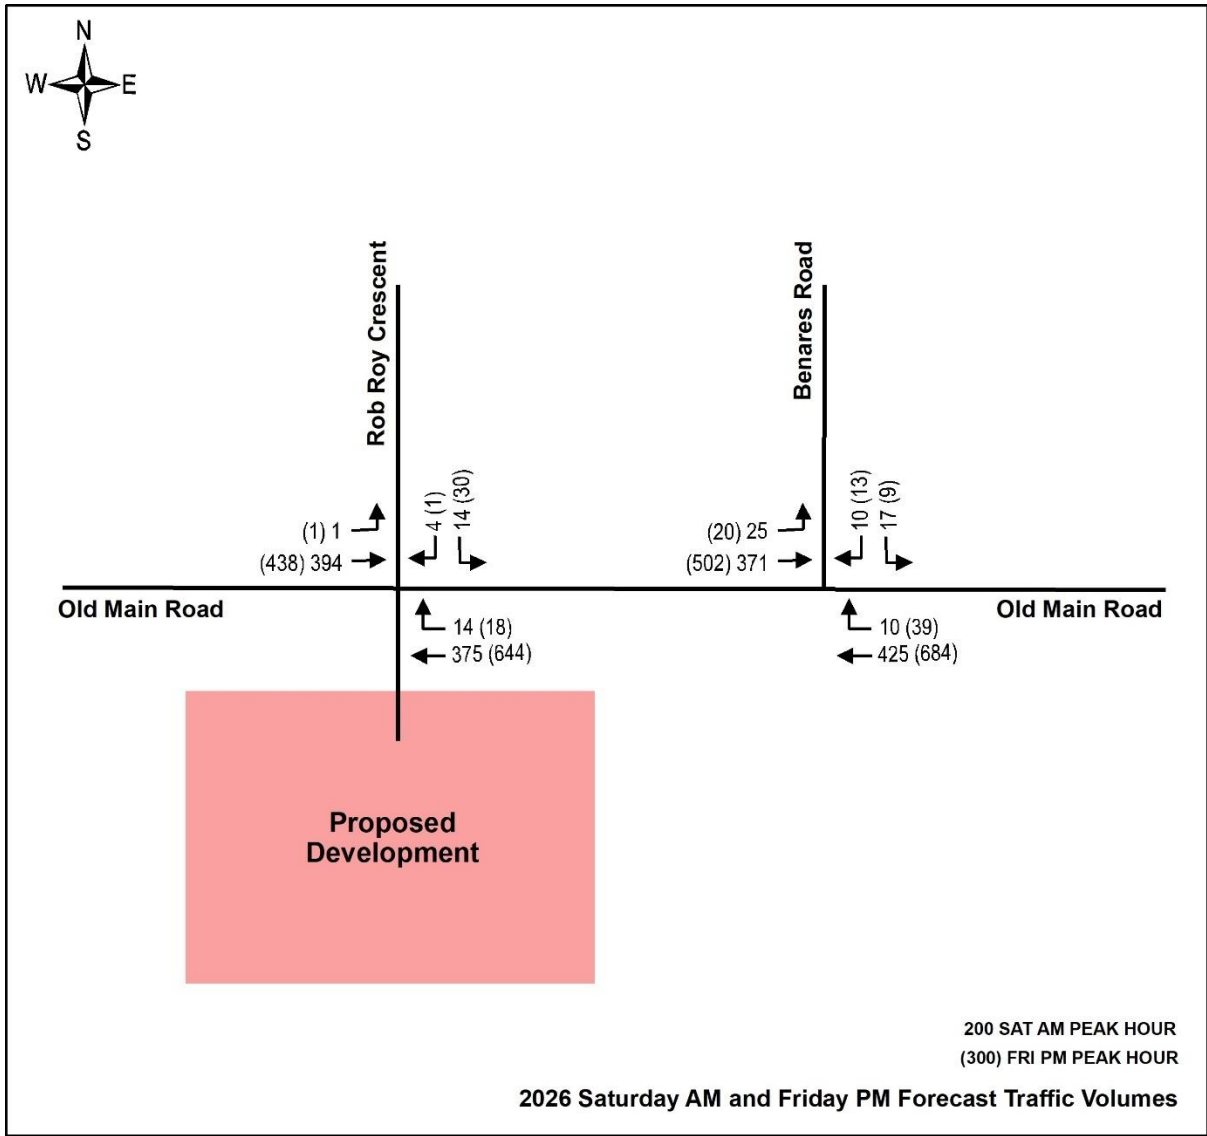 N
W E
S
Rob Roy Crescent
Benares Road
(1) 1
(438) 394
4 (1)
14 (30)
(20) 25
(502) 371
10 (13)
17 (9)
Old Main Road
Old Main Road
14 (18)
375 (644)
10 (39)
425 (684)
Proposed
Development
200 SAT AM PEAK HOUR
(300) FRI PM PEAK HOUR
2026 Saturday AM and Friday PM Forecast Traffic Volumes